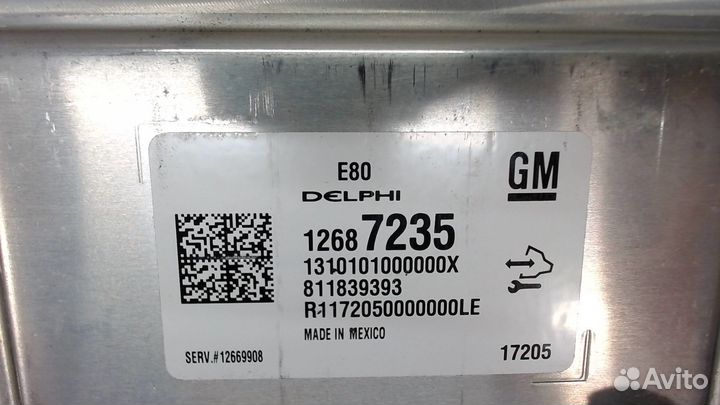 E80
GM
DELPHI
12687235
1310101000000X
811839393
R1172050000000LE
MADE IN MEXICO
SERV.#12669908
17205
Avito